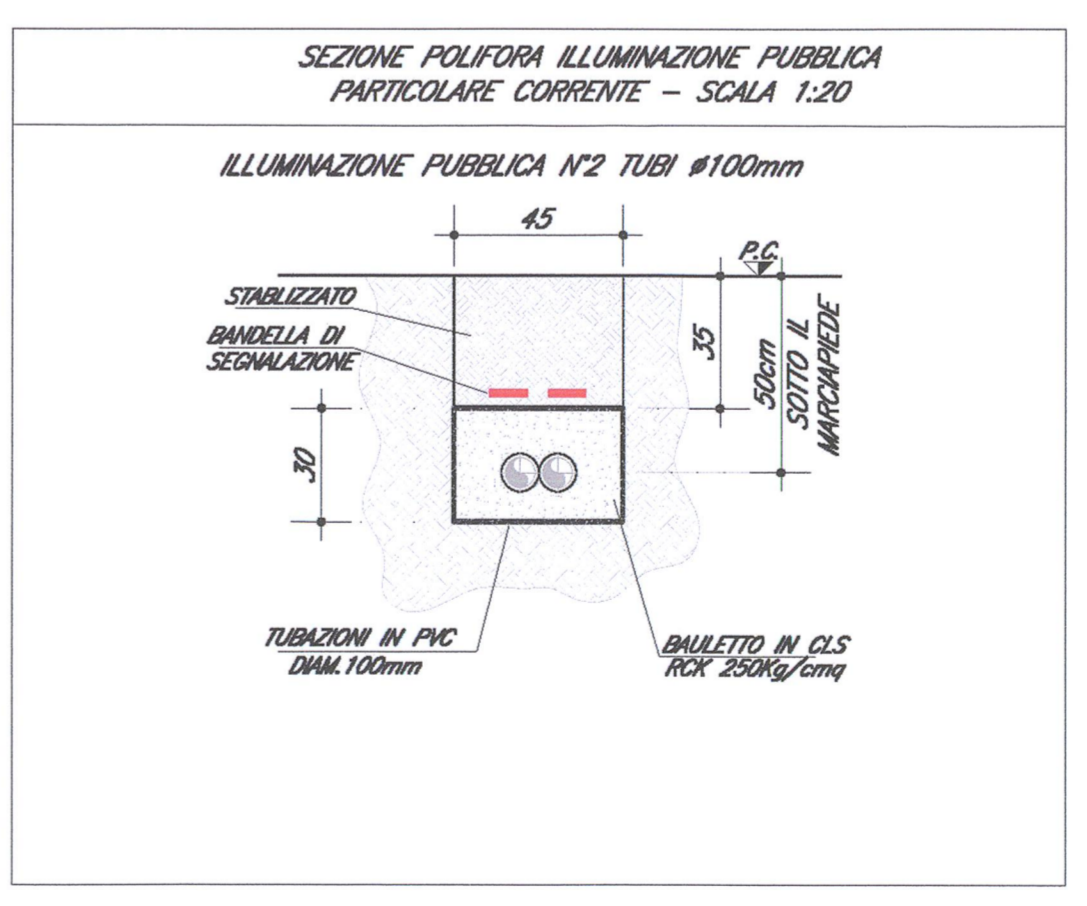 SEZIONE POLIFORA ILLUMINAZIONE PUBBLICA
PARTICOLARE CORRENTE – SCALA 1:20
ILLUMINAZIONE PUBBLICA N°2 TUBI ø100mm
45
P.C.
STABLIZZATO
BANDELLA DI
SEGNALAZIONE
35
50cm
SOTTO IL
MARCIAPIEDE
30
TUBAZIONI IN PVC
DIAM.100mm
BAULETTO IN CLS
RCK 250Kg/cmq